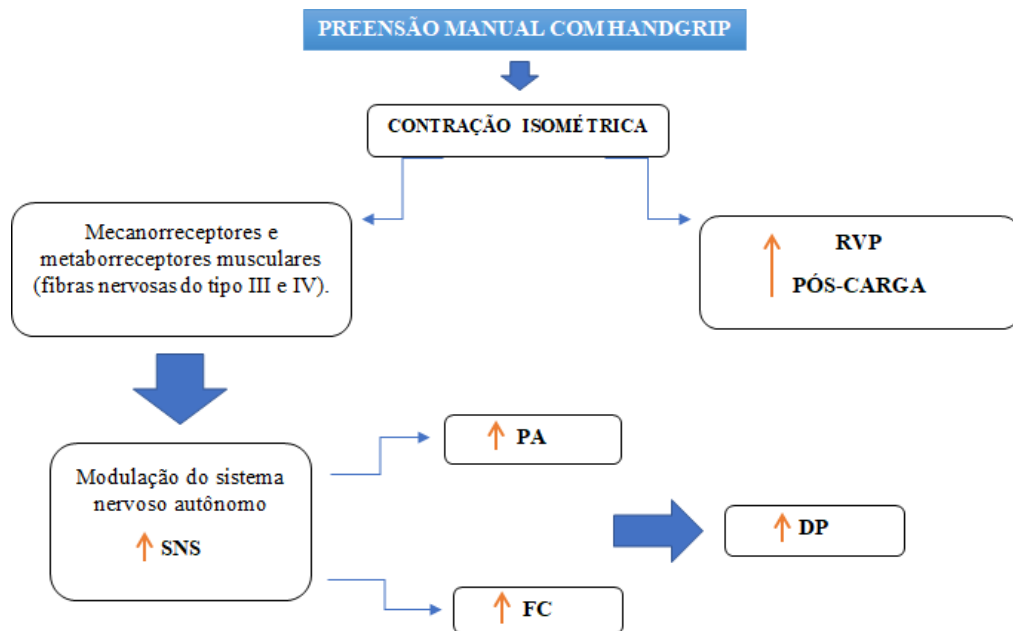 PREENSÃO MANUAL COM HANDGRIP
CONTRAÇÃO ISOMÉTRICA
Mecanorreceptores e
metaborreceptores musculares
(fibras nervosas do tipo III e IV).
RVP
PÓS-CARGA
Modulação do sistema
nervoso autônomo
SNS
PA
DP
FC